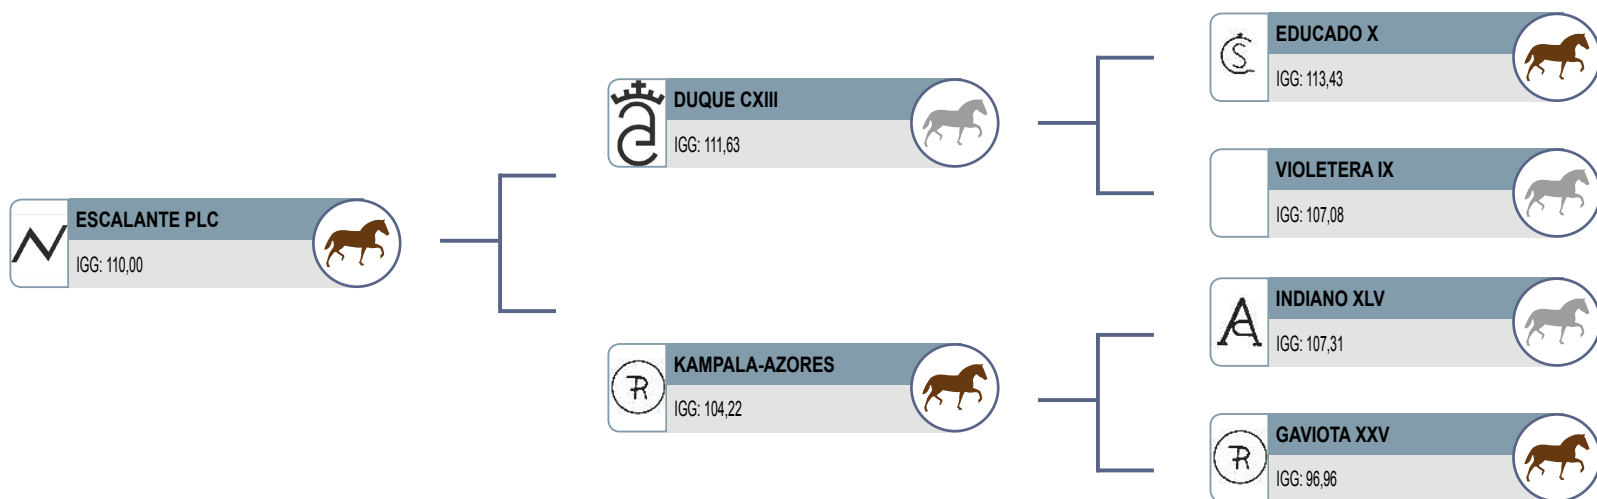 ESCALANTE PLC
IGG: 110,00
DUQUE CXIII
IGG: 111,63
KAMPALA-AZORES
IGG: 104,22
EDUCADO X
IGG: 113,43
VIOLETERA IX
IGG: 107,08
INDIANO XLV
IGG: 107,31
GAVIOTA XXV
IGG: 96,96